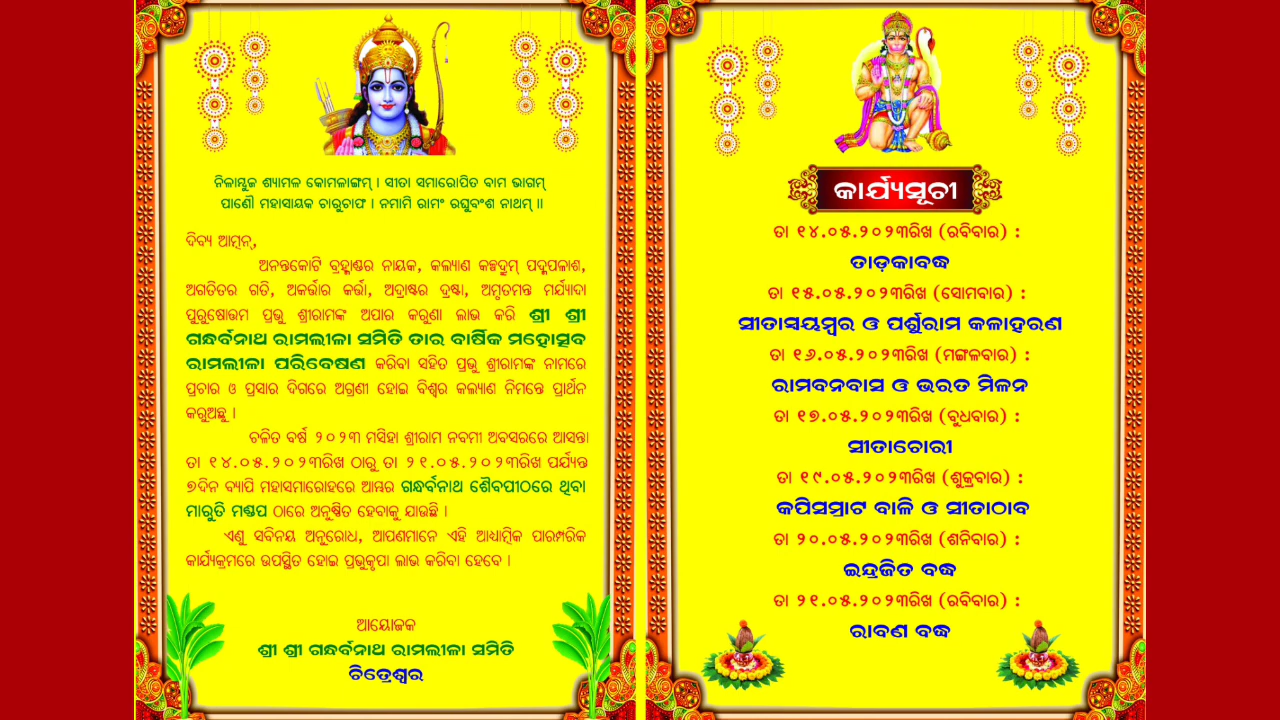 ନିଳାମ୍ବୁଜ ଶ୍ୟାମଳ କୋମଳାଙ୍ଗମ୍ । ସୀତା ସମାରୋପିତ ବାମ ଭାଗମ୍
ପାଣୌ ମହାସାୟକ ଚାରୁଚାଫ । ନମାମି ରାମଂ ରଘୁବଂଶ ନାଥମ୍ ॥
ଦିବ୍ୟ ଆତ୍ମନ୍,
ଅନନ୍ତକୋଟି ବ୍ରହ୍ମାଣ୍ଡର ନାୟକ, କଲ୍ୟାଣ କଳ୍ପଦ୍ରୁମ୍ ପଦ୍ମପଳାଶ,
ଅଗତିତର ଗତି, ଅକର୍ତ୍ତାର କର୍ତ୍ତା, ଅଦ୍ରାଷ୍ଟର ଦ୍ରଷ୍ଟା, ଅମୃତମନ୍ତ ମର୍ଯ୍ୟାଦା
ପୁରୁଷୋତ୍ତମ ପ୍ରଭୁ ଶ୍ରୀରାମଙ୍କ ଅପାର କରୁଣା ଲାଭ କରି ଶ୍ରୀ ଶ୍ରୀ
ଗନ୍ଧର୍ବନାଥ ରାମଲୀଳା ସମିତି ତାର ବାର୍ଷିକ ମହୋତ୍ସବ
ରାମଲୀଳା ପରିବେଷଣ କରିବା ସହିତ ପ୍ରଭୁ ଶ୍ରୀରାମଙ୍କ ନାମରେ
ପ୍ରଚାର ଓ ପ୍ରସାର ଦିଗରେ ଅଗ୍ରଣୀ ହୋଇ ବିଶ୍ୱର କଲ୍ୟାଣ ନିମନ୍ତେ ପ୍ରାର୍ଥନ
କରୁଅଛୁ ।
ଚଳିତ ବର୍ଷ ୨୦୨୩ ମସିହା ଶ୍ରୀରାମ ନବମୀ ଅବସରରେ ଆସନ୍ତା
ତା ୧୪.୦୫.୨୦୨୩ରିଖ ଠାରୁ ତା ୨୧.୦୫.୨୦୨୩ରିଖ ପର୍ଯ୍ୟନ୍ତ
୭ଦିନ ବ୍ୟାପି ମହାସମାରୋହରେ ଆମ୍ଭର ଗନ୍ଧର୍ବନାଥ ଶୈବପୀଠରେ ଥିବା
ମାରୁତି ମଣ୍ଡପ ଠାରେ ଅନୁଷ୍ଠିତ ହେବାକୁ ଯାଉଛି ।
ଏଣୁ ସବିନୟ ଅନୁରୋଧ, ଆପଣମାନେ ଏହି ଆଧ୍ୟାତ୍ମିକ ପାରମ୍ପରିକ
କାର୍ଯ୍ୟକ୍ରମରେ ଉପସ୍ଥିତ ହୋଇ ପ୍ରଭୁକୃପା ଲାଭ କରିବା ହେବେ ।
ଆୟୋଜକ
ଶ୍ରୀ ଶ୍ରୀ ଗନ୍ଧର୍ବନାଥ ରାମଲୀଳା ସମିତି
ଚିତ୍ରେଶ୍ୱର
କାର୍ଯ୍ୟସୂଚୀ
ତା ୧୪.୦୫.୨୦୨୩ରିଖ (ରବିବାର) :
ତାଡ଼କାବଦ୍ଧ
ତା ୧୫.୦୫.୨୦୨୩ରିଖ (ସୋମବାର) :
ସୀତାସ୍ୱୟମ୍ବର ଓ ପର୍ଶୁରାମ କଳାହରଣ
ତା ୧୬.୦୫.୨୦୨୩ରିଖ (ମଙ୍ଗଳବାର) :
ରାମବନବାସ ଓ ଭରତ ମିଳନ
ତା ୧୭.୦୫.୨୦୨୩ରିଖ (ବୁଧବାର) :
ସୀତାଚୋରୀ
ତା ୧୯.୦୫.୨୦୨୩ରିଖ (ଶୁକ୍ରବାର) :
କପିସମ୍ରାଟ ବାଳି ଓ ସୀତାଠାବ
ତା ୨୦.୦୫.୨୦୨୩ରିଖ (ଶନିବାର) :
ଇନ୍ଦ୍ରଜିତ ବଦ୍ଧ
ତା ୨୧.୦୫.୨୦୨୩ରିଖ (ରବିବାର) :
ରାବଣ ବଦ୍ଧ